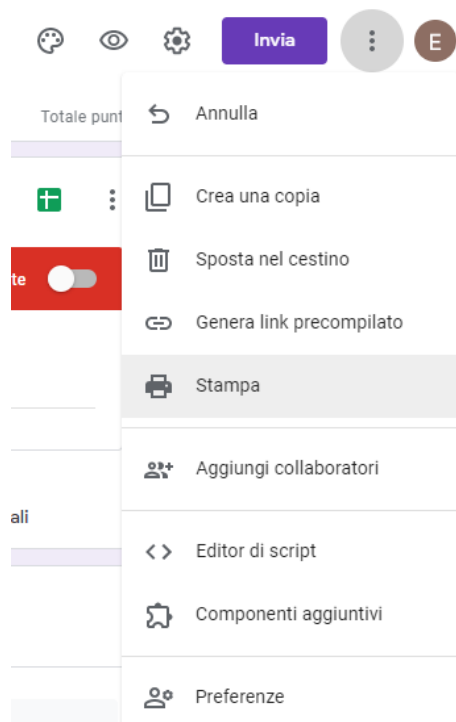 Invia
E
Totale punt
Annulla
Crea una copia
Sposta nel cestino
te
Genera link precompilato
Stampa
Aggiungi collaboratori
ali
Editor di script
Componenti aggiuntivi
Preferenze